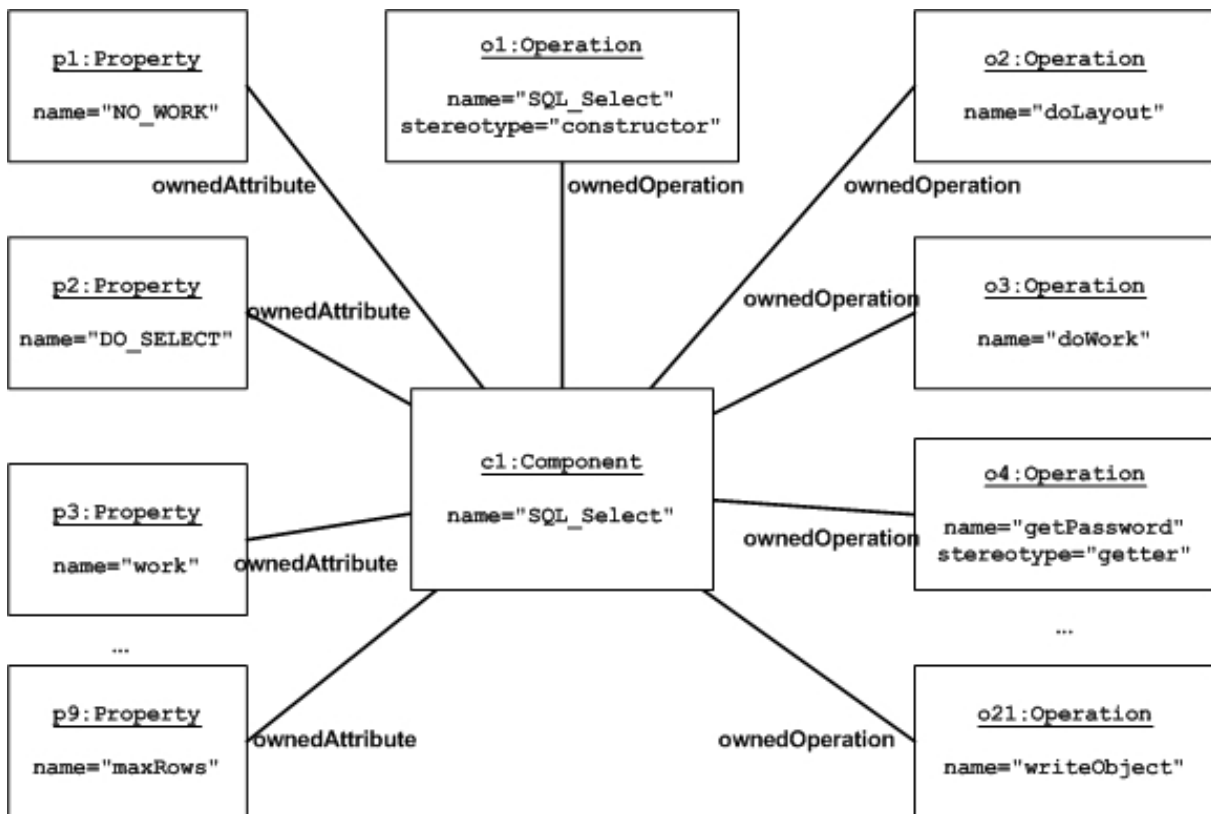 p1:Property
name="NO_WORK"
o1:Operation
name="SQL_Select"
stereotype="constructor"
o2:Operation
name="doLayout"
ownedAttribute
ownedOperation
ownedOperation
p2:Property
name="DO_SELECT"
ownedAttribute
ownedOperation
o3:Operation
name="doWork"
c1:Component
name="SQL_Select"
p3:Property
name="work"
ownedAttribute
ownedOperation
o4:Operation
name="getPassword"
stereotype="getter"
...
...
p9:Property
name="maxRows"
ownedAttribute
ownedOperation
o21:Operation
name="writeObject"